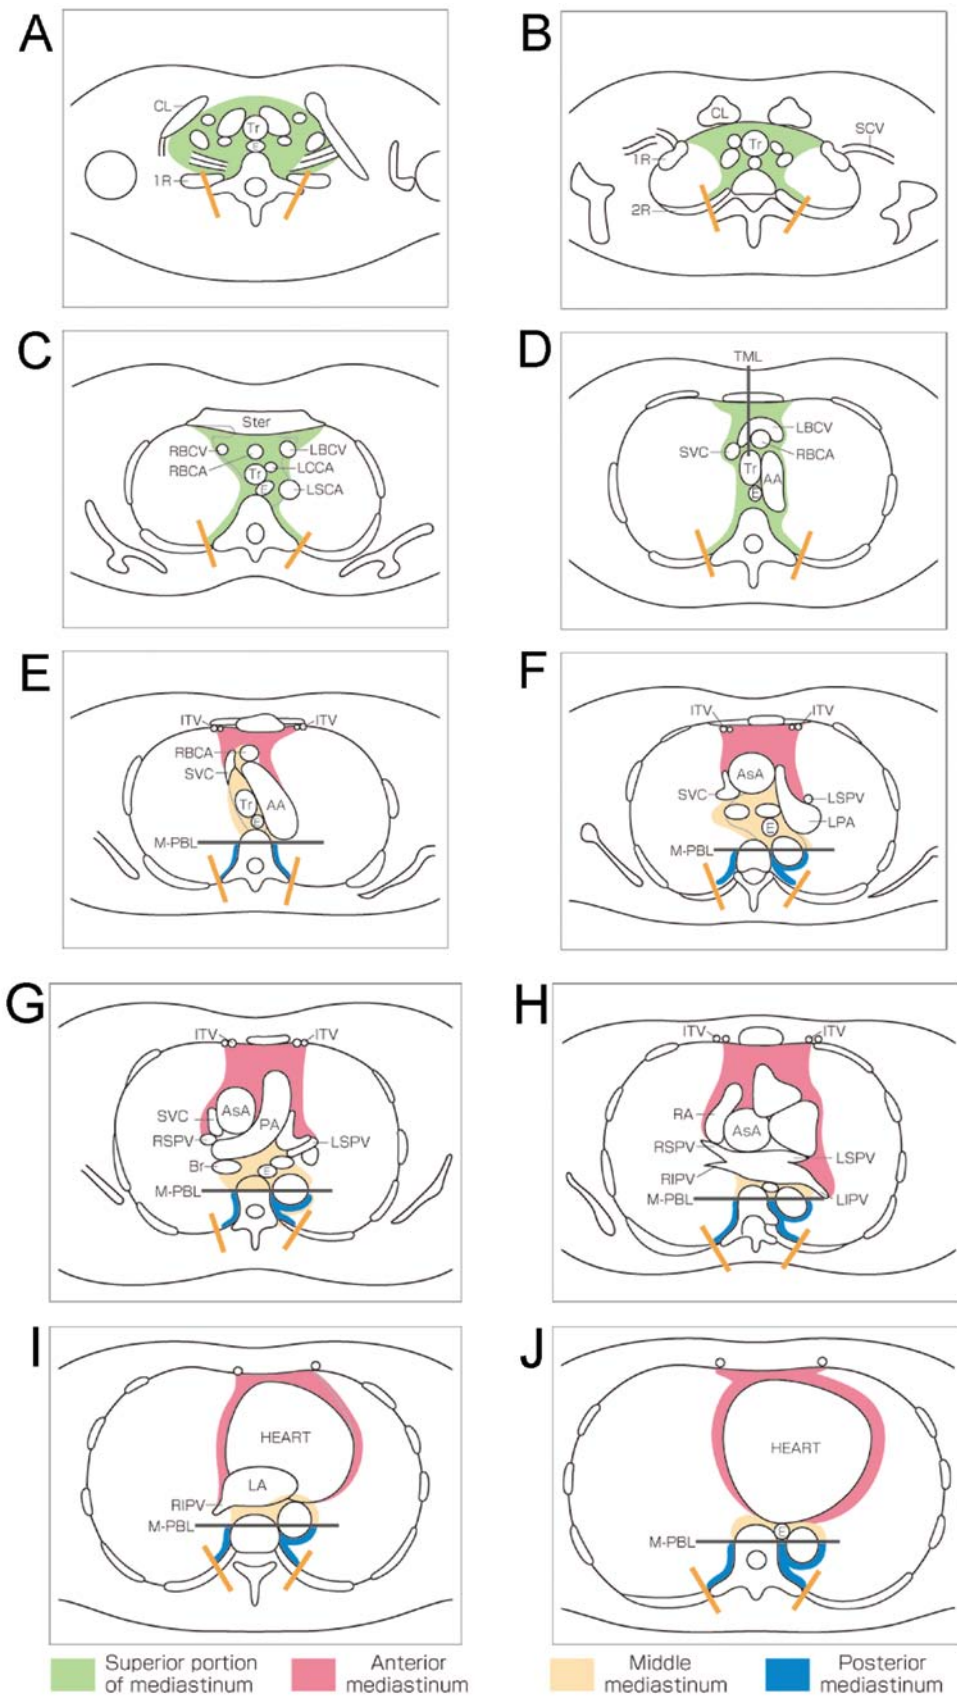 A
CL
Tr
E
1R
B
CL
SCV
1R
Tr
2R
C
Ster
RBCV
LBCV
RBCA
LCCA
Tr
E
LSCA
D
TML
LBCV
SVC
RBCA
Tr
AA
E
E
ITV
ITV
RBCA
SVC
Tr
AA
E
M-PBL
F
ITV
ITV
AsA
SVC
LSPV
E
LPA
M-PBL
G
ITV
ITV
SVC
AsA
PA
RSPV
LSPV
Br
E
M-PBL
H
ITV
ITV
RA
AsA
RSPV
LSPV
RIPV
M-PBL
LIPV
I
HEART
LA
RIPV
M-PBL
J
HEART
E
M-PBL
Superior portion
of mediastinum
Anterior
mediastinum
Middle
mediastinum
Posterior
mediastinum